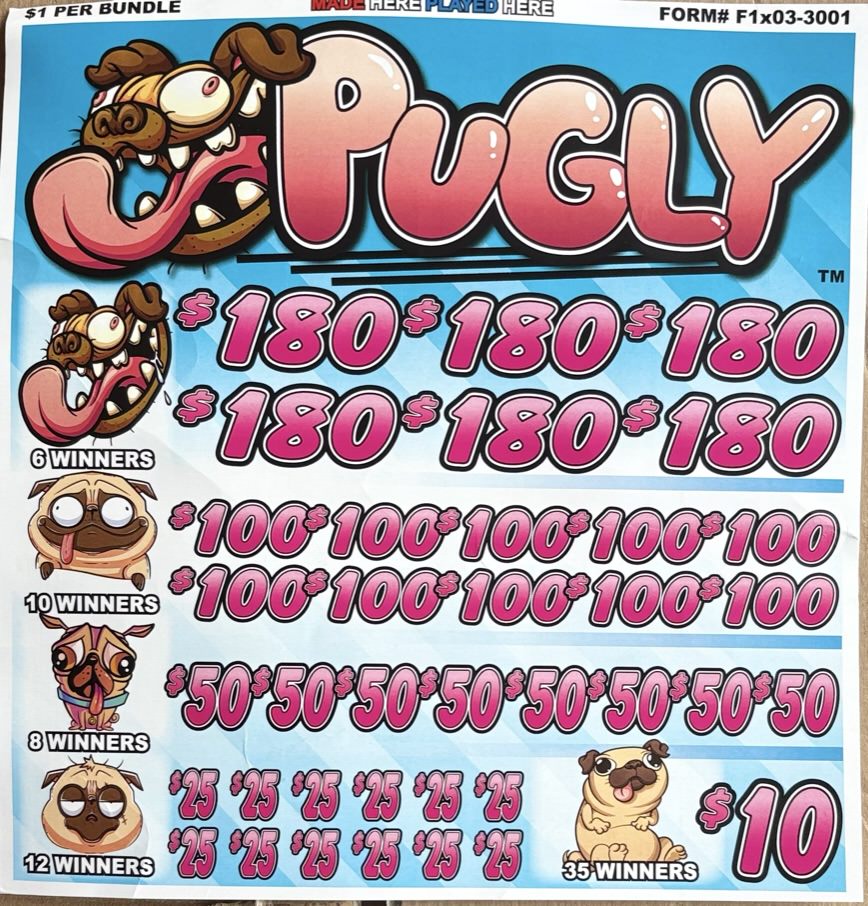 $1 PER BUNDLE
MADE HERE PLAYED HERE
FORM# F1x03-3001
PUGLY
TM
$180 $180 $180
$180 $180 $180
6 WINNERS
$100 $100 $100 $100 $100
$100 $100 $100 $100 $100
10 WINNERS
$50 $50 $50 $50 $50 $50 $50 $50
8 WINNERS
$25 $25 $25 $25 $25 $25
$25 $25 $25 $25 $25 $25
12 WINNERS
$10
35 WINNERS